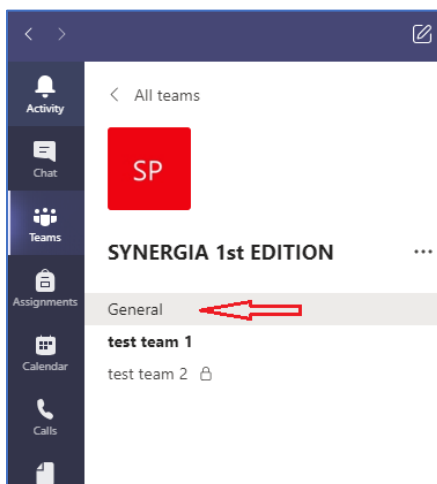 Activity
Chat
Teams
Assignments
Calendar
Calls
All teams
SP
SYNERGIA 1st EDITION
General
test team 1
test team 2